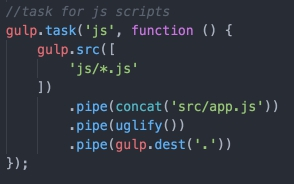 //task for js scripts
gulp.task('js', function () {
    gulp.src([
        'js/*.js'
    ])
        .pipe(concat('src/app.js'))
        .pipe(uglify())
        .pipe(gulp.dest('.'))
});